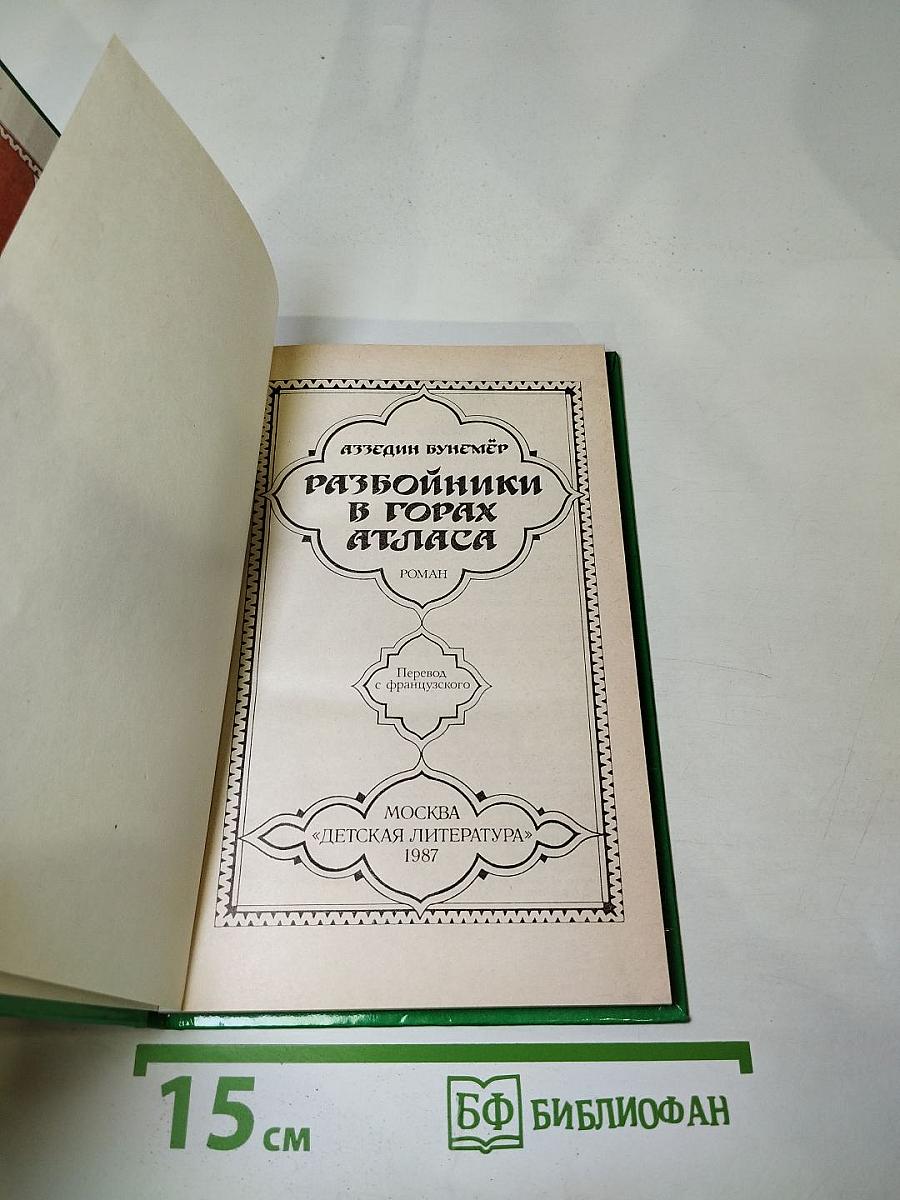 АЗЗЕДИН БУНЕМЁР
РАЗБОЙНИКИ
В ГОРАХ
АТЛАСА
РОМАН
Перевод
с французского
МОСКВА
«ДЕТСКАЯ ЛИТЕРАТУРА»
1987
15 см
БФ БИБЛИОФАН